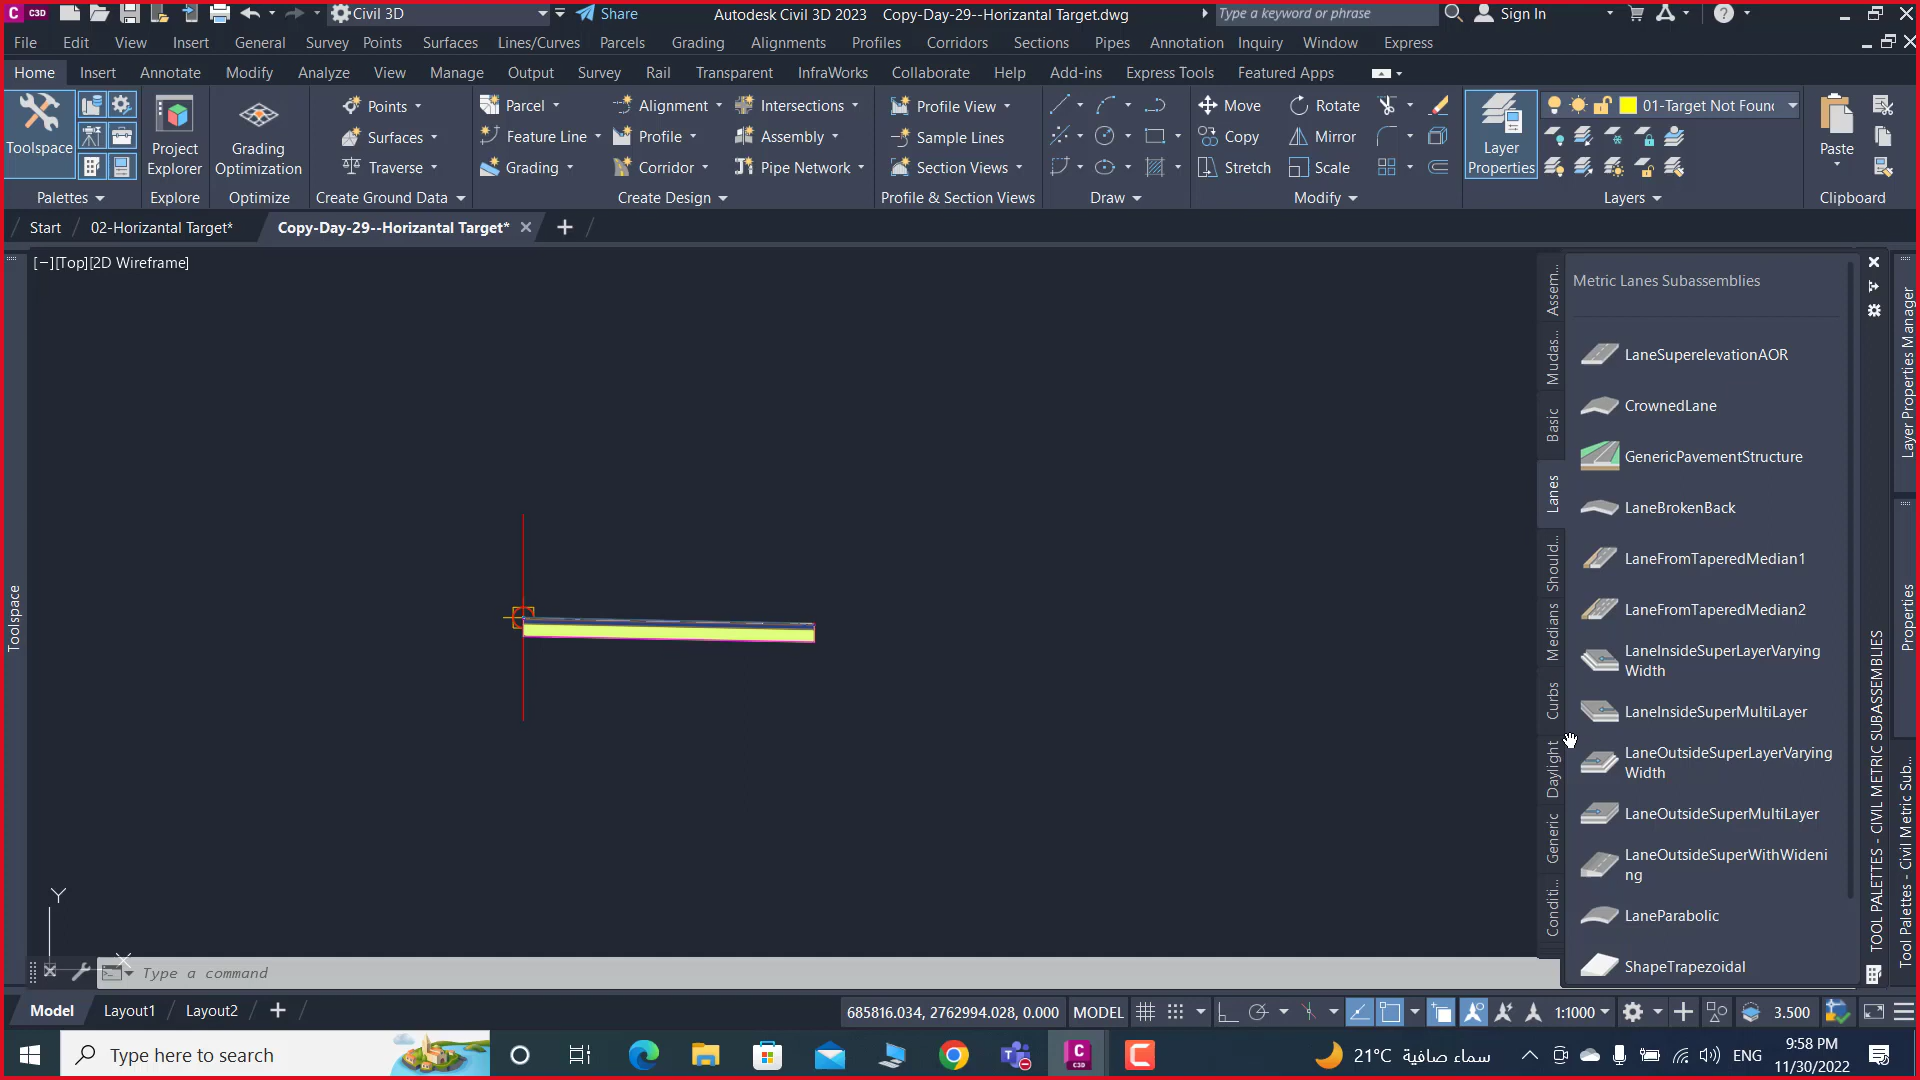 C3D Civil 3D Share Autodesk Civil 3D 2023 Copy-Day-29--Horizantal Target.dwg Type a keyword or phrase Sign In
File Edit View Insert General Survey Points Surfaces Lines/Curves Parcels Grading Alignments Profiles Corridors Sections Pipes Annotation Inquiry Window Express
Home Insert Annotate Modify Analyze View Manage Output Survey Rail Transparent InfraWorks Collaborate Help Add-ins Express Tools Featured Apps
Points Parcel Alignment Intersections Profile View Move Rotate 01-Target Not Found
Surfaces Feature Line Profile Assembly Sample Lines Copy Mirror
Traverse Grading Corridor Pipe Network Section Views Stretch Scale
Toolspace
Project Explorer
Grading Optimization
Layer Properties
Paste
Palettes Explore Optimize Create Ground Data Create Design Profile & Section Views Draw Modify Layers Clipboard
Start 02-Horizantal Target* Copy-Day-29--Horizantal Target*
[−][Top][2D Wireframe]
Toolspace
Assem...
Mudas...
Basic
Lanes
Should...
Medians
Curbs
Daylight
Generic
Conditi...
Metric Lanes Subassemblies
LaneSuperelevationAOR
CrownedLane
GenericPavementStructure
LaneBrokenBack
LaneFromTaperedMedian1
LaneFromTaperedMedian2
LaneInsideSuperLayerVarying
Width
LaneInsideSuperMultiLayer
LaneOutsideSuperLayerVarying
Width
LaneOutsideSuperMultiLayer
LaneOutsideSuperWithWideni
ng
LaneParabolic
ShapeTrapezoidal
TOOL PALETTES - CIVIL METRIC SUBASSEMBLIES
Layer Properties Manager
Properties
Tool Palettes - Civil Metric Sub...
Y
X
Type a command
Model Layout1 Layout2 685816.034, 2762994.028, 0.000 MODEL 1:1000 3.500
Type here to search C3D 21°C سماء صافية ENG 9:58 PM
11/30/2022